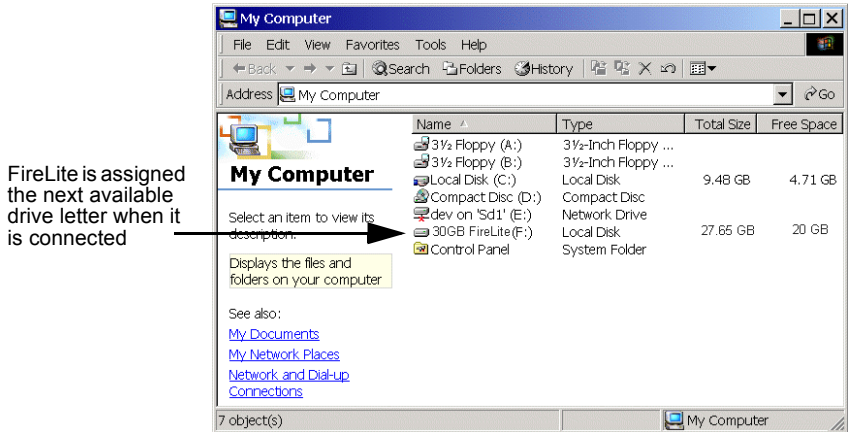 My Computer
File Edit View Favorites Tools Help
Back Search Folders History
Address My Computer Go
Name Type Total Size Free Space
3½ Floppy (A:) 3½-Inch Floppy ...
3½ Floppy (B:) 3½-Inch Floppy ...
Local Disk (C:) Local Disk 9.48 GB 4.71 GB
Compact Disc (D:) Compact Disc
dev on 'Sd1' (E:) Network Drive
30GB FireLite(F:) Local Disk 27.65 GB 20 GB
Control Panel System Folder
My Computer
Select an item to view its
description.
Displays the files and
folders on your computer
See also:
My Documents
My Network Places
Network and Dial-up
Connections
7 object(s) My Computer
FireLite is assigned
the next available
drive letter when it
is connected